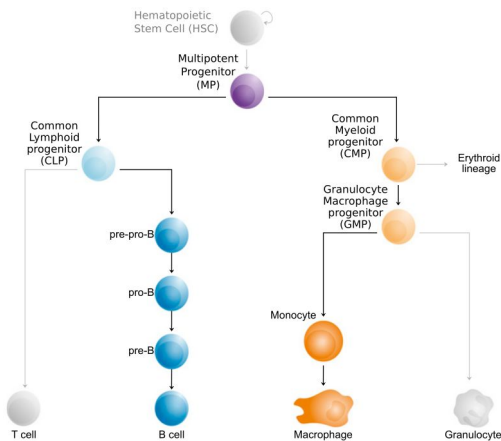 Hematopoietic
Stem Cell (HSC)
Multipotent
Progenitor
(MP)
Common
Lymphoid
progenitor
(CLP)
Common
Myeloid
progenitor
(CMP)
Erythroid
lineage
Granulocyte
Macrophage
progenitor
(GMP)
pre-pro-B
pro-B
Monocyte
pre-B
T cell
B cell
Macrophage
Granulocyte